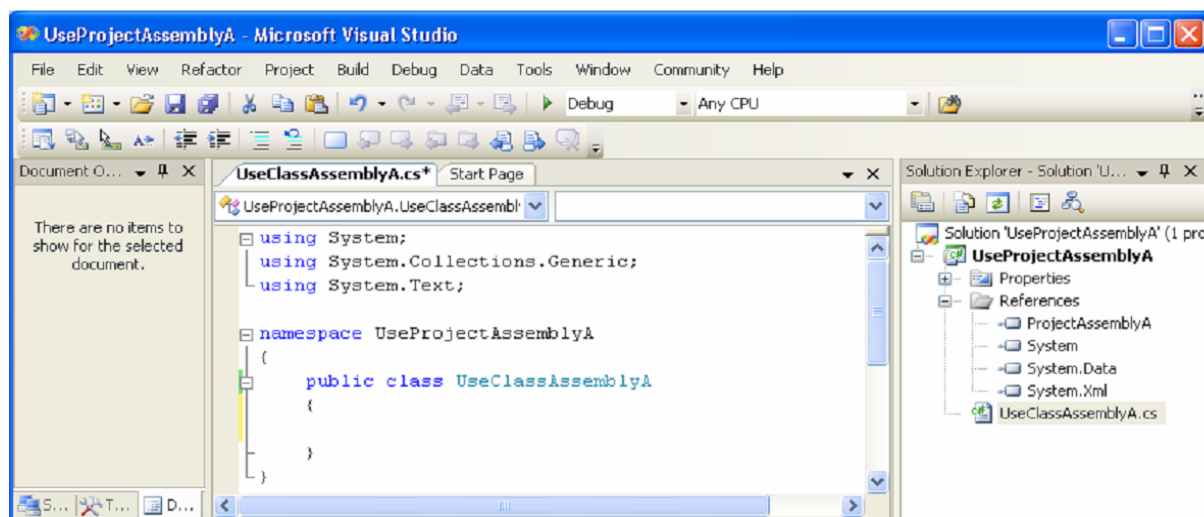 UseProjectAssemblyA - Microsoft Visual Studio
File Edit View Refactor Project Build Debug Data Tools Window Community Help
Debug Any CPU
Document O...
There are no items to
show for the selected
document.
S... T... D...
UseClassAssemblyA.cs* Start Page
UseProjectAssemblyA.UseClassAssembl
using System;
using System.Collections.Generic;
using System.Text;
namespace UseProjectAssemblyA
{
public class UseClassAssemblyA
{
}
}
Solution Explorer - Solution 'U...
Solution 'UseProjectAssemblyA' (1 pro
UseProjectAssemblyA
Properties
References
ProjectAssemblyA
System
System.Data
System.Xml
UseClassAssemblyA.cs